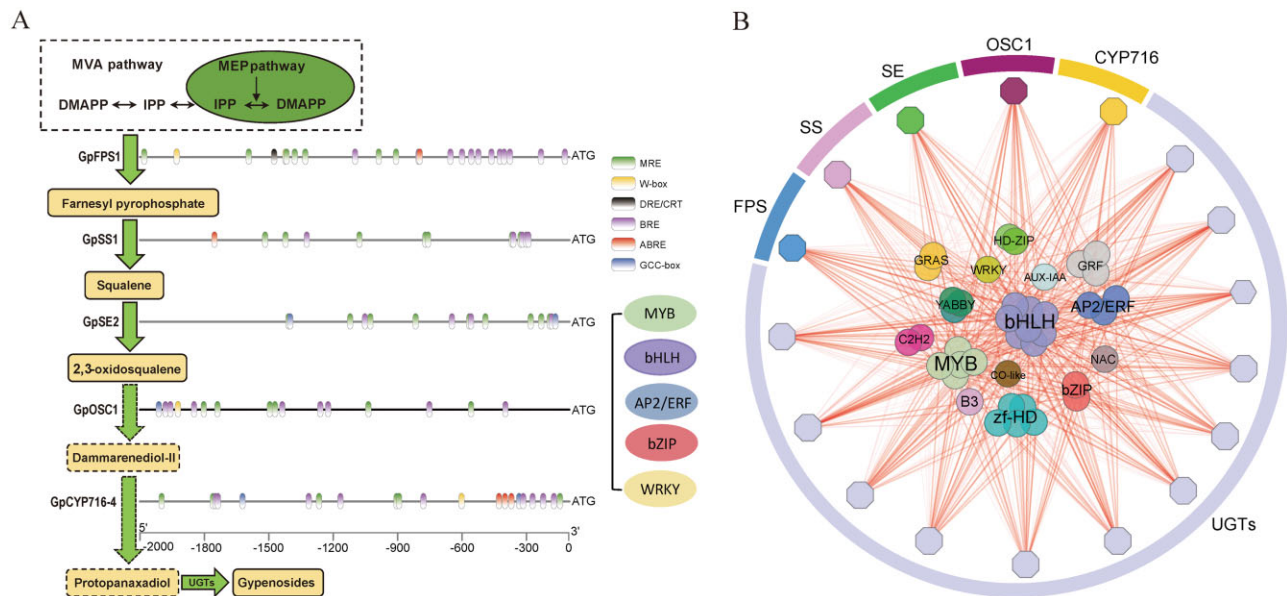 A
MVA pathway
MEP pathway
DMAPP
IPP
IPP
DMAPP
GpFPS1
ATG
Farnesyl pyrophosphate
GpSS1
ATG
Squalene
GpSE2
ATG
2,3-oxidosqualene
GpOSC1
ATG
Dammarenediol-II
GpCYP716-4
ATG
5'
3'
-2000
-1800
-1500
-1200
-900
-600
-300
0
Protopanaxadiol
UGTs
Gypenosides
MRE
W-box
DRE/CRT
BRE
ABRE
GCC-box
MYB
bHLH
AP2/ERF
bZIP
WRKY
B
OSC1
SE
CYP716
SS
FPS
UGTs
HD-ZIP
GRAS
WRKY
AUX-IAA
GRF
YABBY
bHLH
AP2/ERF
C2H2
MYB
NAC
CO-like
bZIP
B3
zf-HD